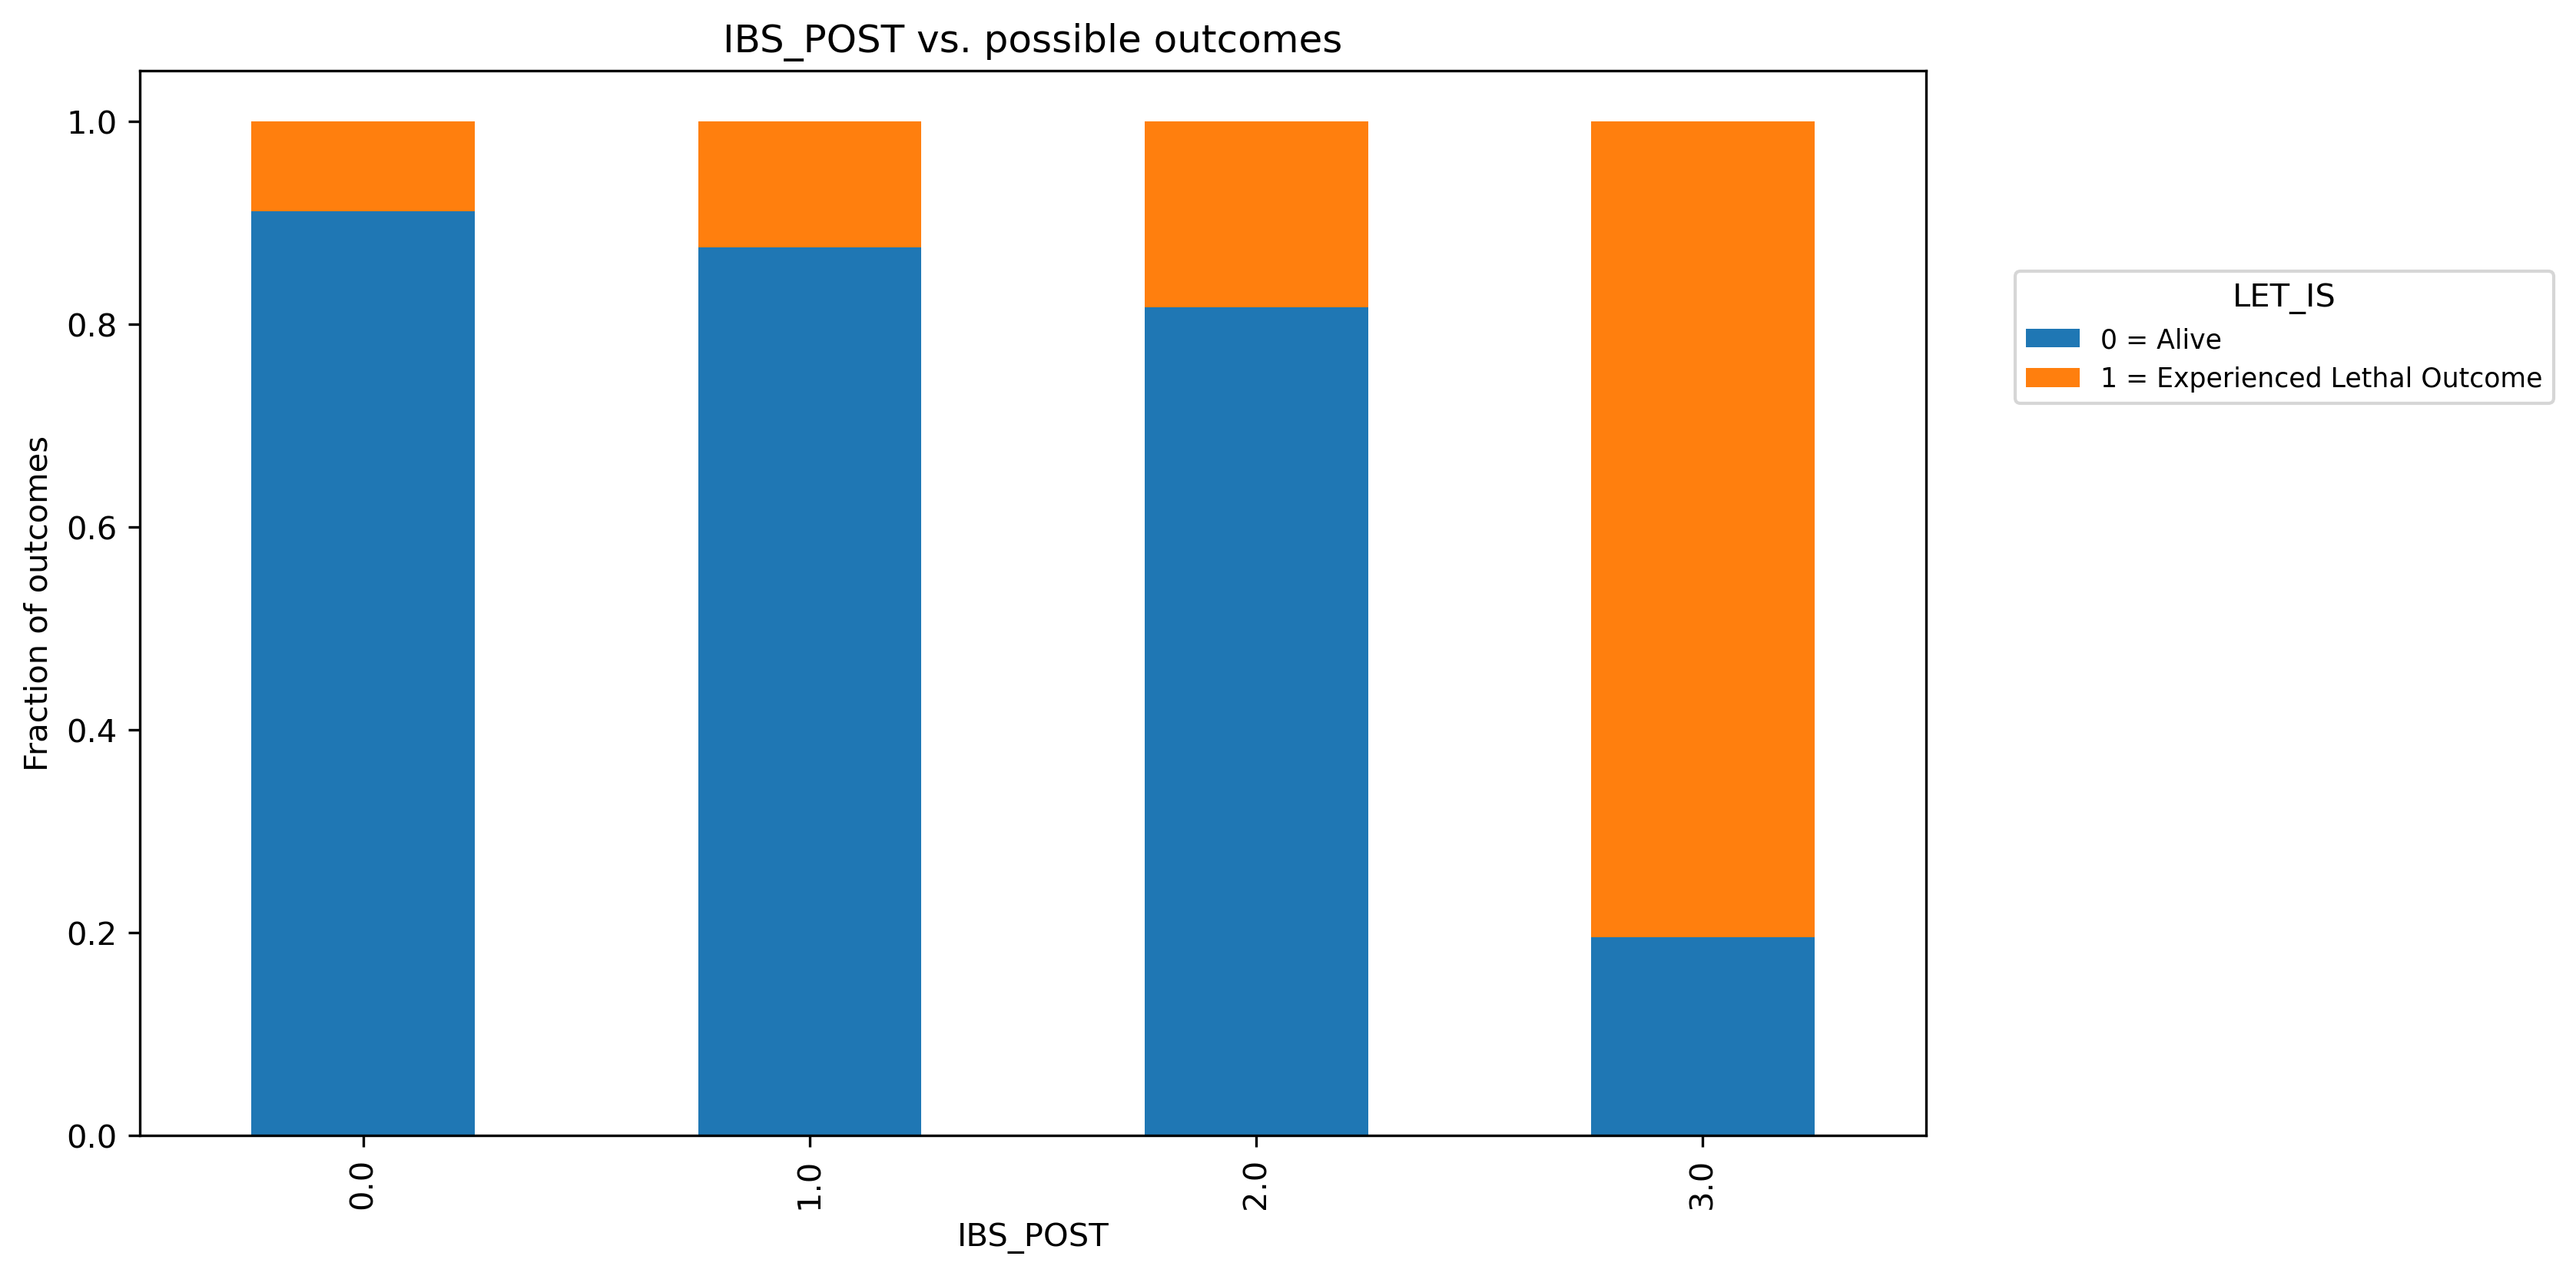 IBS_POST vs. possible outcomes
Fraction of outcomes
1.0
0.8
0.6
0.4
0.2
0.0
0.0
1.0
2.0
3.0
IBS_POST
LET_IS
0 = Alive
1 = Experienced Lethal Outcome